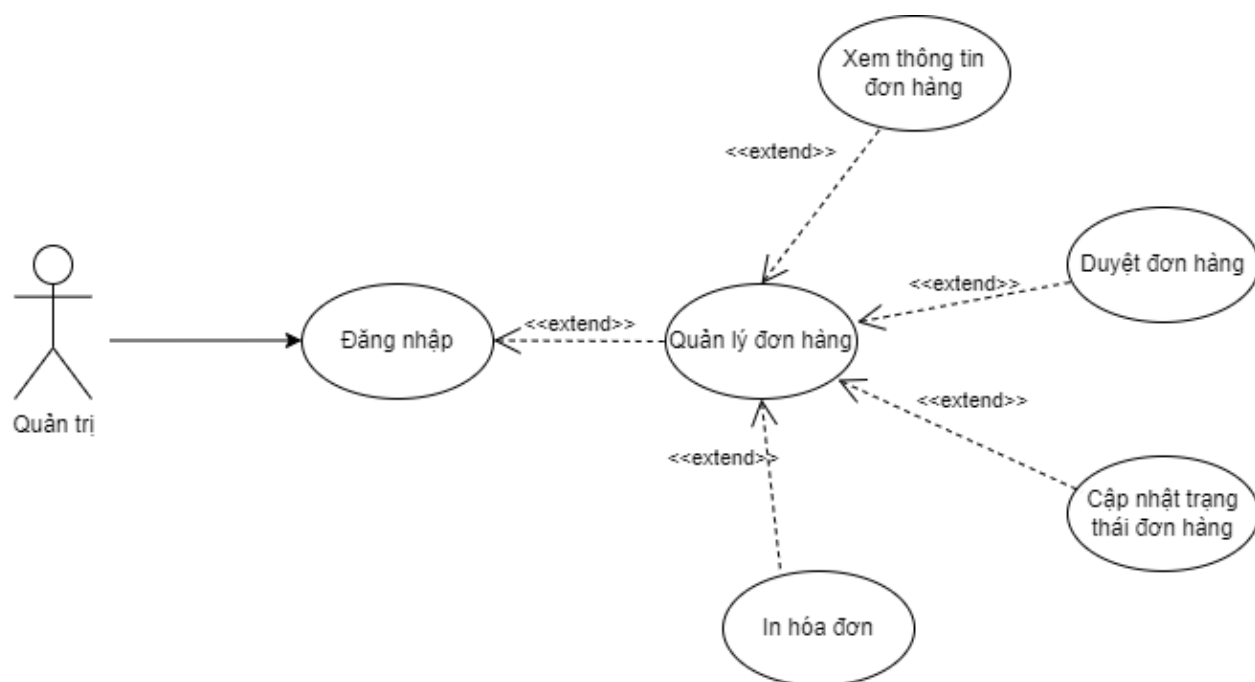 Xem thông tin
đơn hàng
<<extend>>
Duyệt đơn hàng
<<extend>>
Đăng nhập
<<extend>>
Quản lý đơn hàng
Quản trị
<<extend>>
<<extend>>
Cập nhật trạng
thái đơn hàng
In hóa đơn